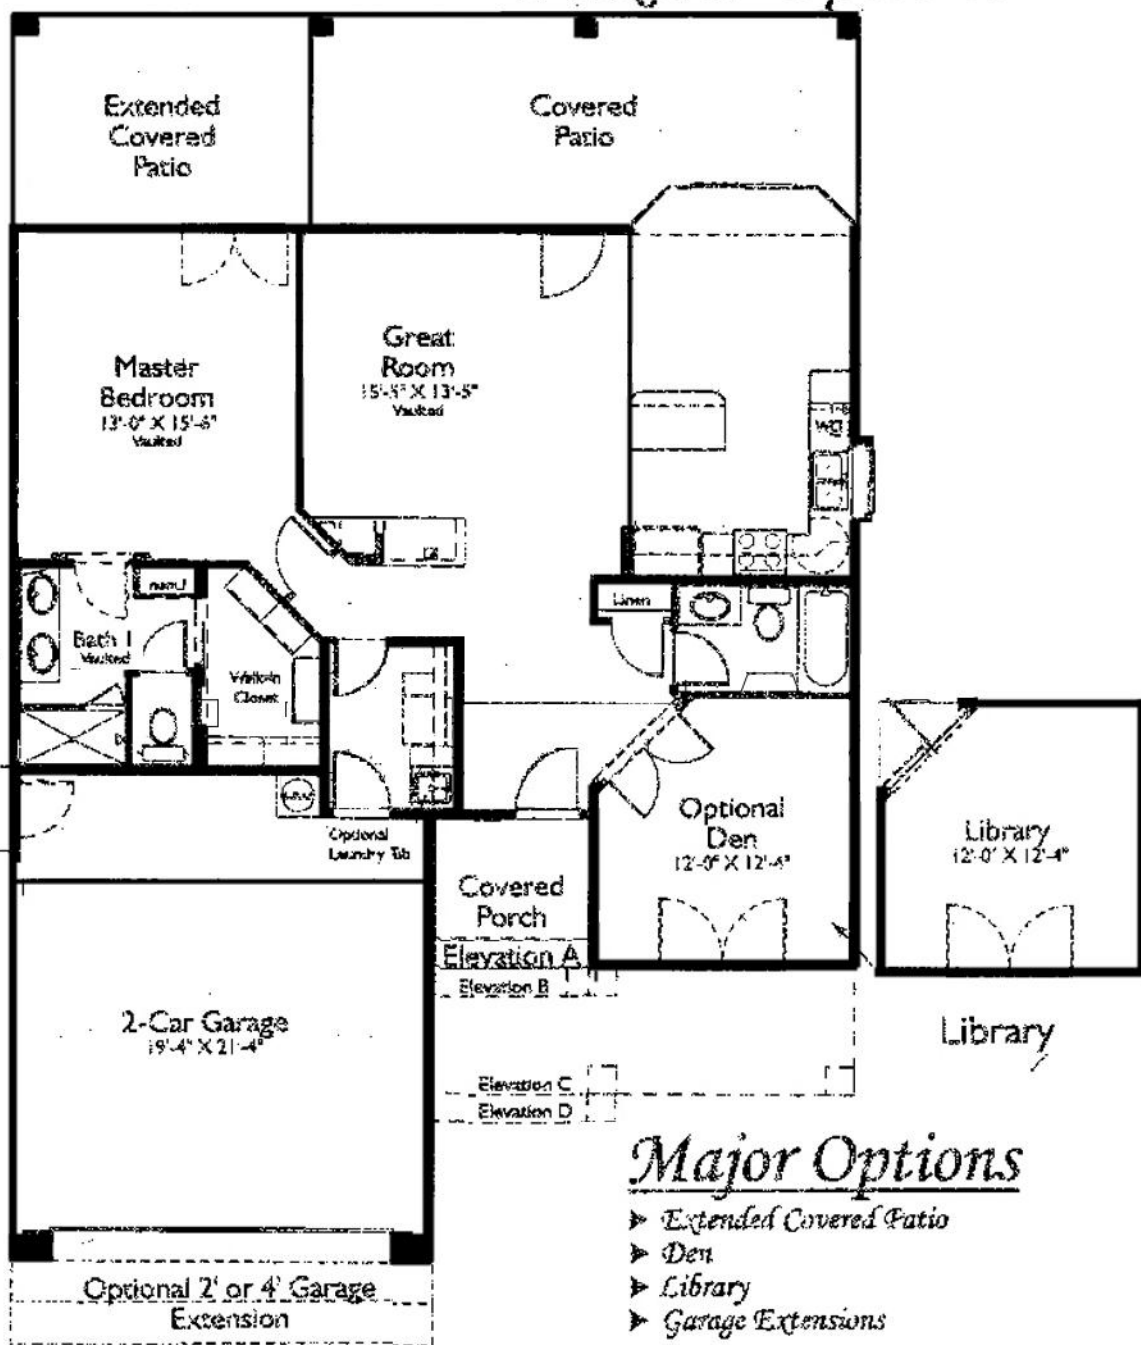 Extended
Covered
Patio
Covered
Patio
Master
Bedroom
13'-0" X 15'-6"
Vaulted
Great
Room
15'-5" X 13'-5"
Vaulted
Linen
Bath 1
Vaulted
Walk-in
Closet
Linen
Optional
Laundry Tub
Optional
Den
12'-0" X 12'-4"
Library
12'-0" X 12'-4"
Covered
Porch
Elevation A
Elevation B
2-Car Garage
19'-4" X 21'-4"
Library
Elevation C
Elevation D
Major Options
Extended Covered Patio
Den
Library
Garage Extensions
Optional 2' or 4' Garage
Extension